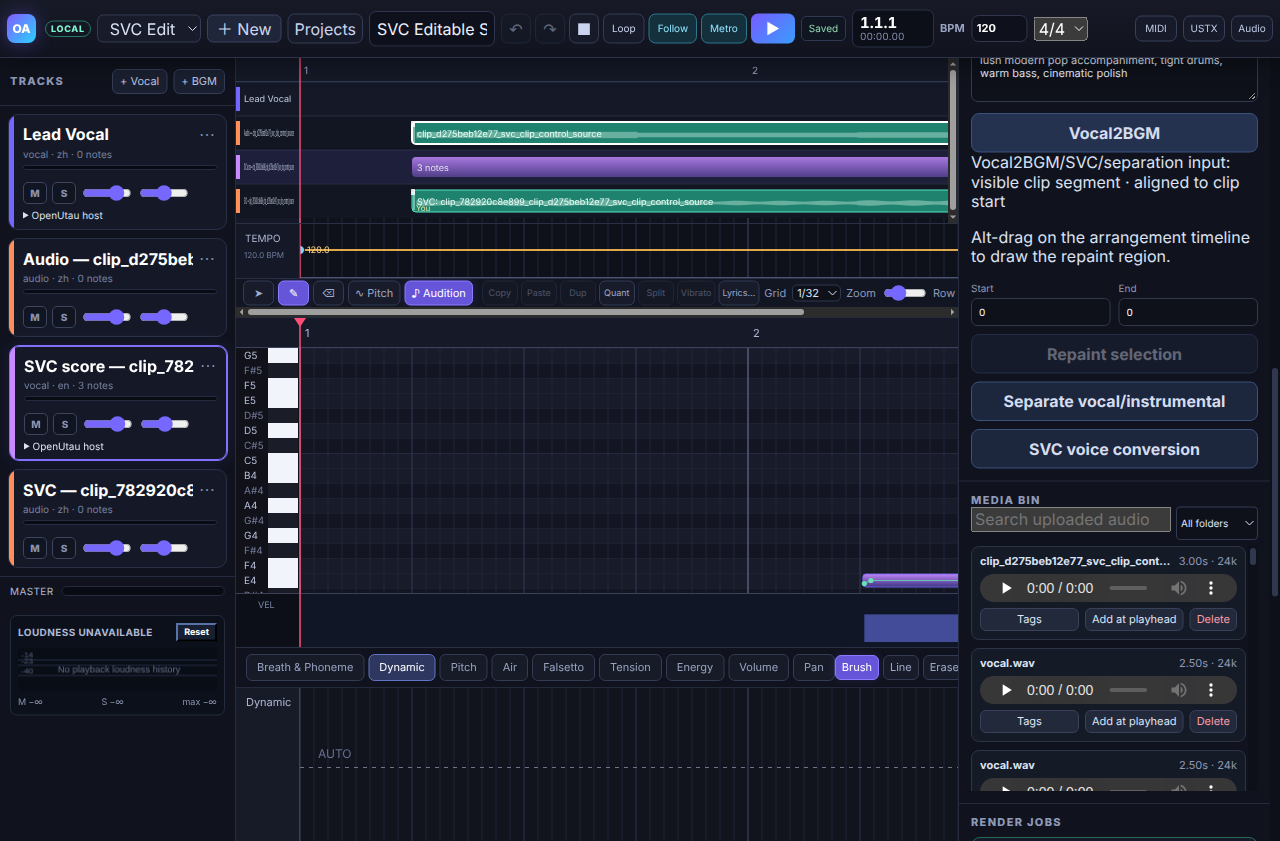 OA
LOCAL
SVC Edit
+ New
Projects
SVC Editable S
Loop
Follow
Metro
Saved
1.1.1
00:00.00
BPM
120
4/4
MIDI
USTX
Audio
TRACKS
+ Vocal
+ BGM
Lead Vocal
vocal · zh · 0 notes
M
S
OpenUtau host
Audio — clip_d275beb
audio · zh · 0 notes
M
S
SVC score — clip_782
vocal · en · 3 notes
M
S
OpenUtau host
SVC — clip_782920c8
audio · zh · 0 notes
M
S
MASTER
LOUDNESS UNAVAILABLE
Reset
No playback loudness history
M −∞
S −∞
max −∞
1
2
Lead Vocal
clip_d275beb12e77_svc_clip_control_source
3 notes
SVC: clip_782920c8e899_clip_d275beb12e77_svc_clip_control_source
You
TEMPO
120.0 BPM
120.0
Pitch
Audition
Copy
Paste
Dup
Quant
Split
Vibrato
Lyrics...
Grid
1/32
Zoom
Row
1
2
G5
F#5
F5
E5
D#5
D5
C#5
C5
B4
A#4
A4
G#4
G4
F#4
F4
E4
VEL
Breath & Phoneme
Dynamic
Pitch
Air
Falsetto
Tension
Energy
Volume
Pan
Brush
Line
Erase
Dynamic
AUTO
lush modern pop accompaniment, tight drums,
warm bass, cinematic polish
Vocal2BGM
Vocal2BGM/SVC/separation input:
visible clip segment · aligned to clip
start
Alt-drag on the arrangement timeline
to draw the repaint region.
Start
End
0
0
Repaint selection
Separate vocal/instrumental
SVC voice conversion
MEDIA BIN
Search uploaded audio
All folders
clip_d275beb12e77_svc_clip_cont...
3.00s · 24k
0:00 / 0:00
Tags
Add at playhead
Delete
vocal.wav
2.50s · 24k
0:00 / 0:00
Tags
Add at playhead
Delete
vocal.wav
2.50s · 24k
0:00 / 0:00
RENDER JOBS